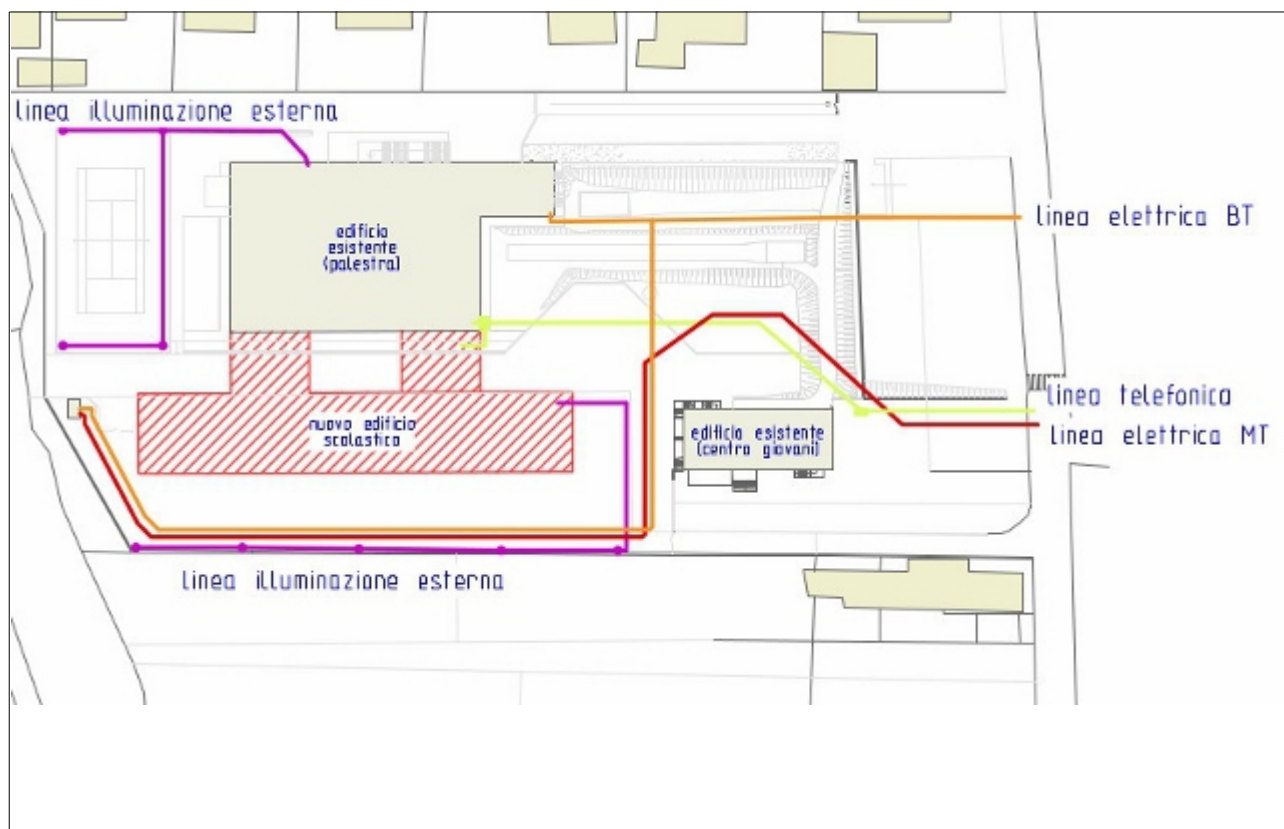 linea illuminazione esterna
linea elettrica BT
edificio
esistente
(palestra)
linea telefonica
nuovo edificio
scolastico
edificio esistente
(centro giovani)
linea elettrica MT
linea illuminazione esterna